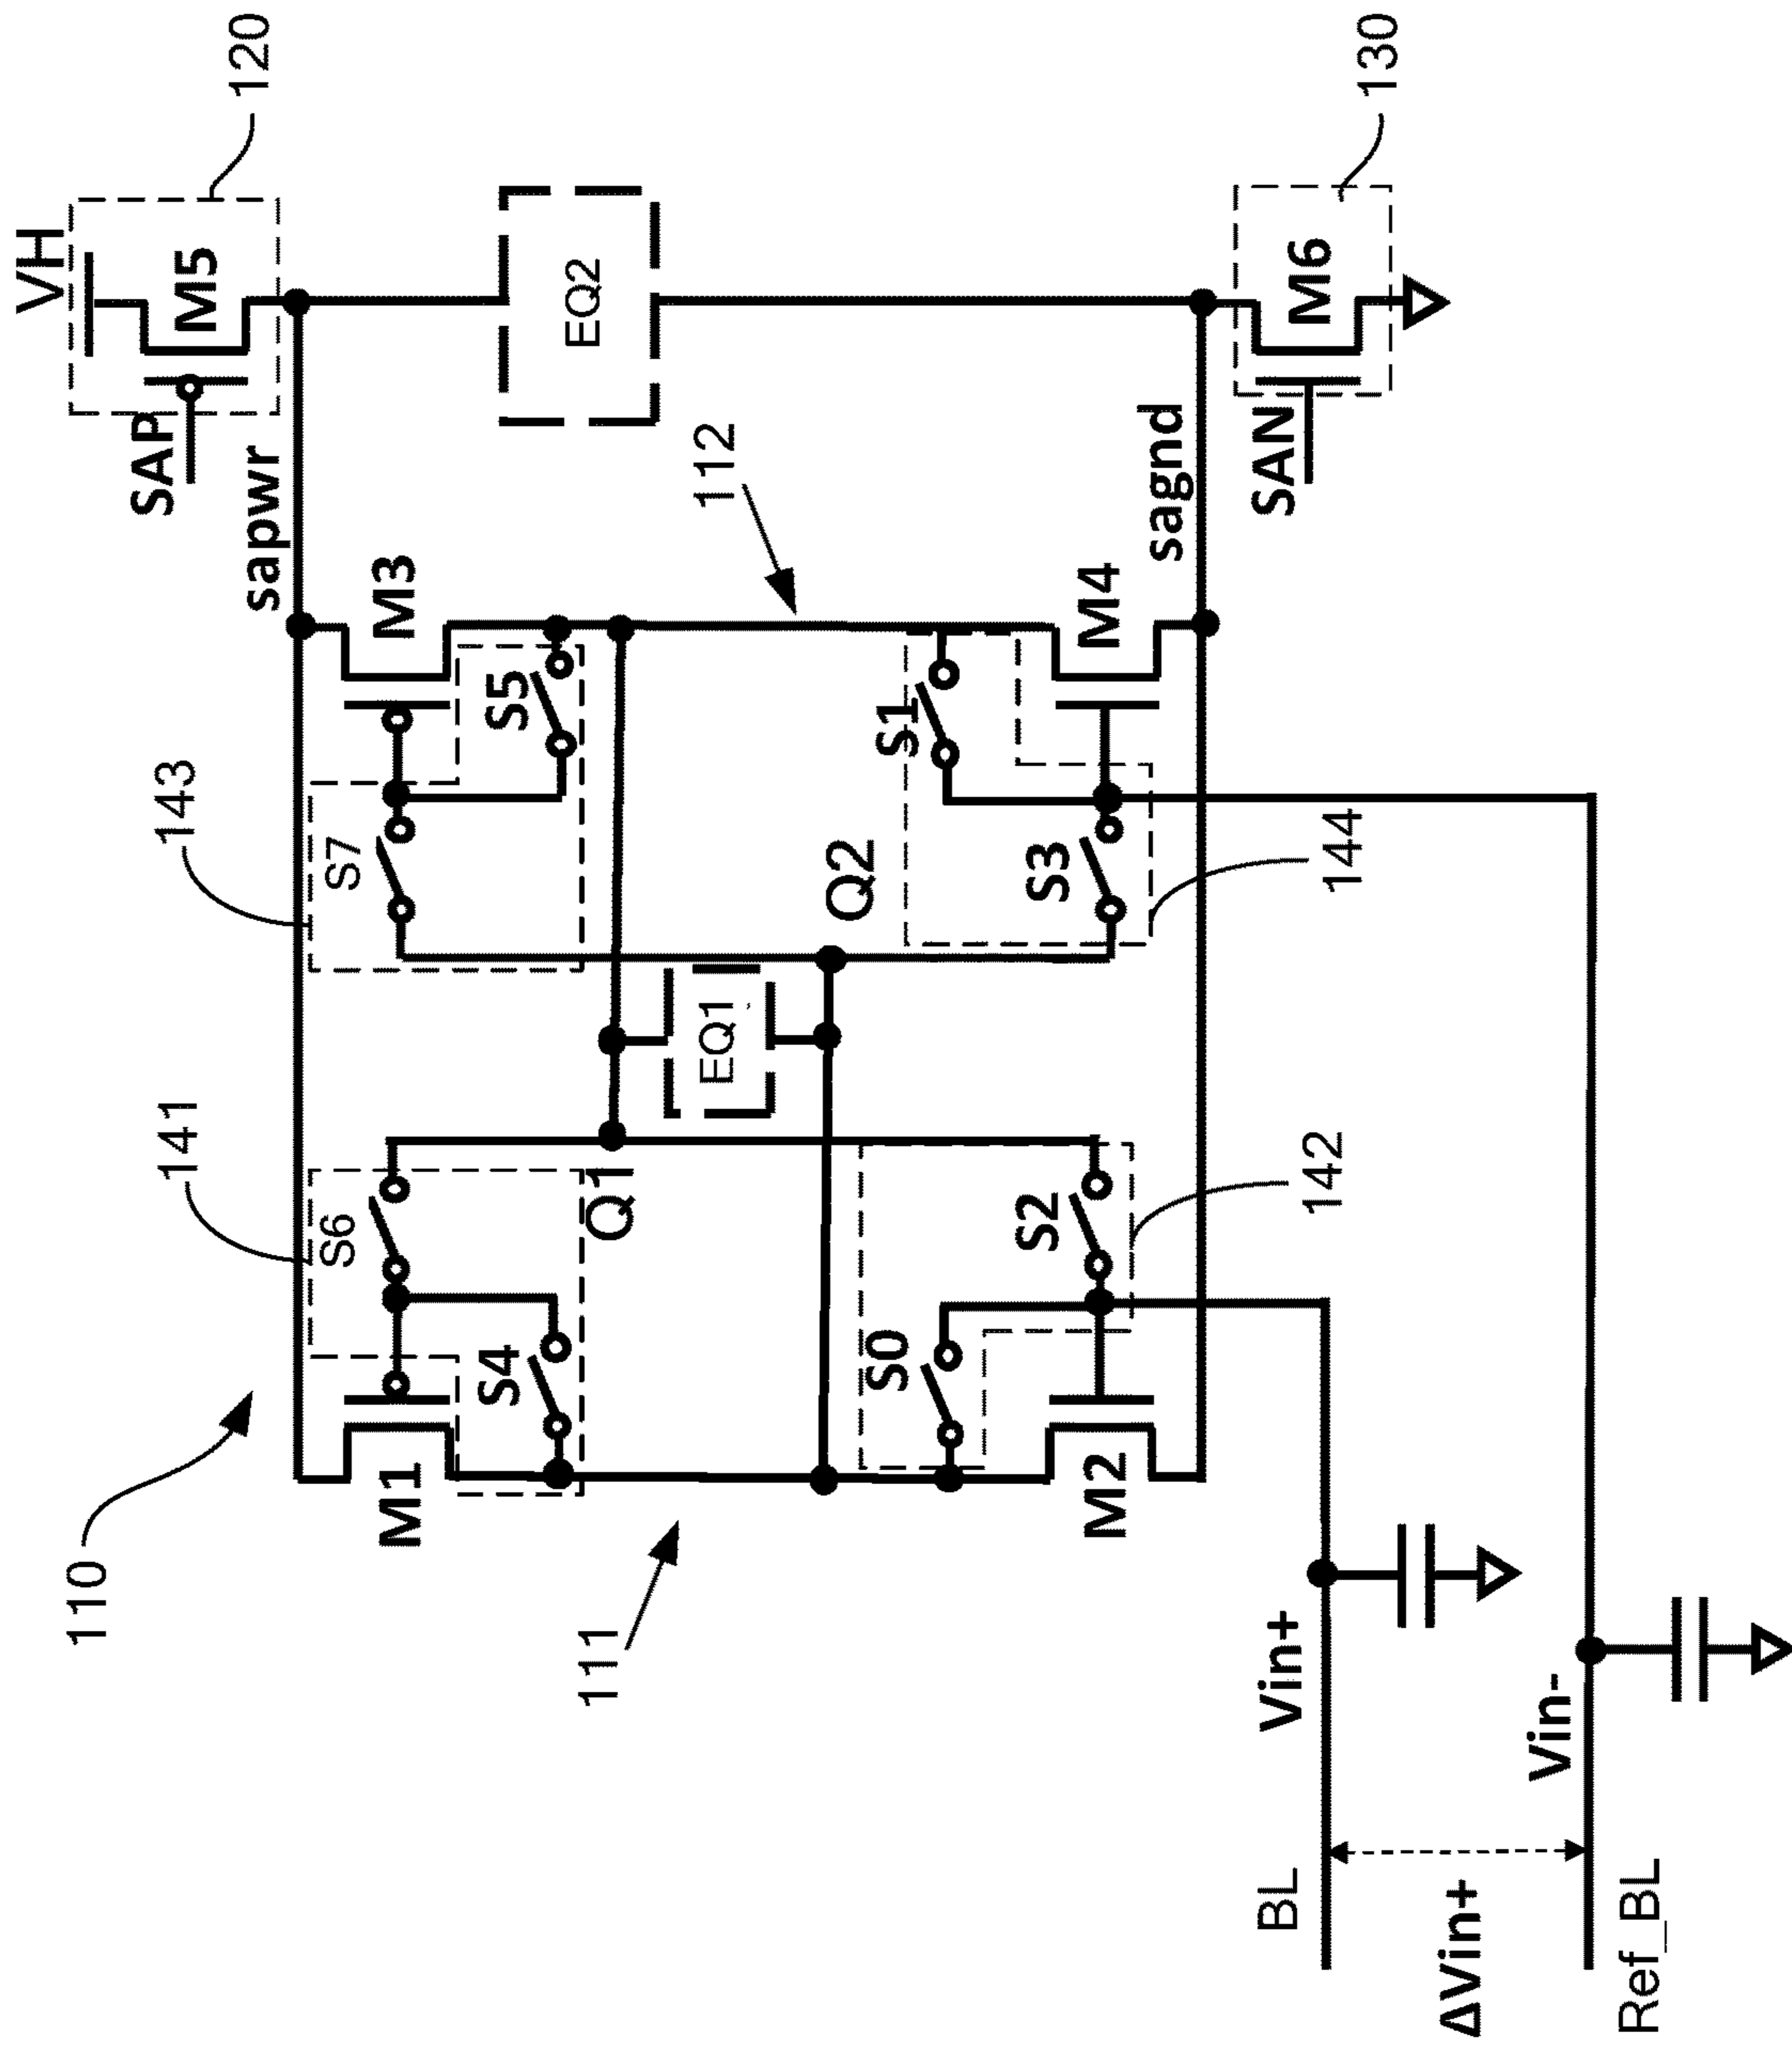 VH
120
M5
SAP
sapwr
M3
EQ2
112
143
S7
S5
141
S6
S4
M1
110
111
Q1
EQ1
Q2
S1
S3
M4
144
sagnd
SAN
M6
130
S0
S2
M2
142
Vin+
Vin-
BL
ΔVin+
Ref_BL